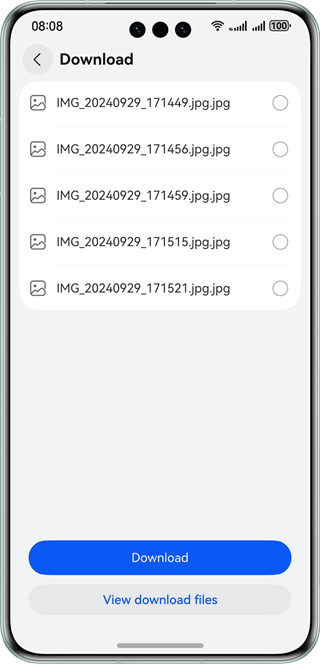 08:08
100
Download
IMG_20240929_171449.jpg.jpg
IMG_20240929_171456.jpg.jpg
IMG_20240929_171459.jpg.jpg
IMG_20240929_171515.jpg.jpg
IMG_20240929_171521.jpg.jpg
Download
View download files